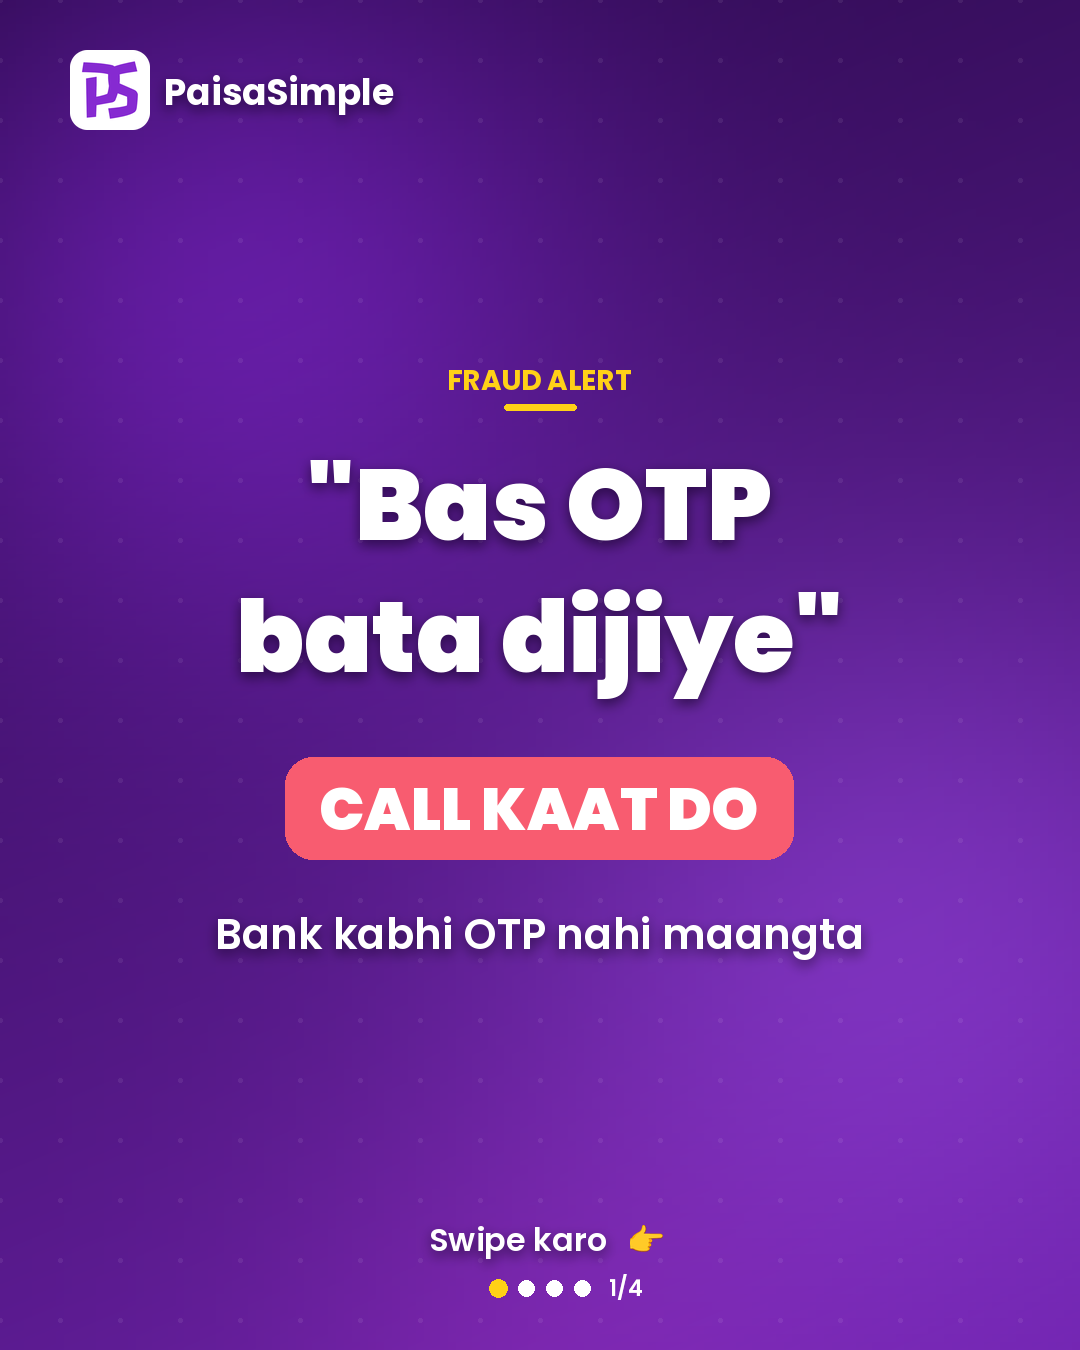 PaisaSimple
FRAUD ALERT
"Bas OTP
bata dijiye"
CALL KAAT DO
Bank kabhi OTP nahi maangta
Swipe karo 👉
1/4